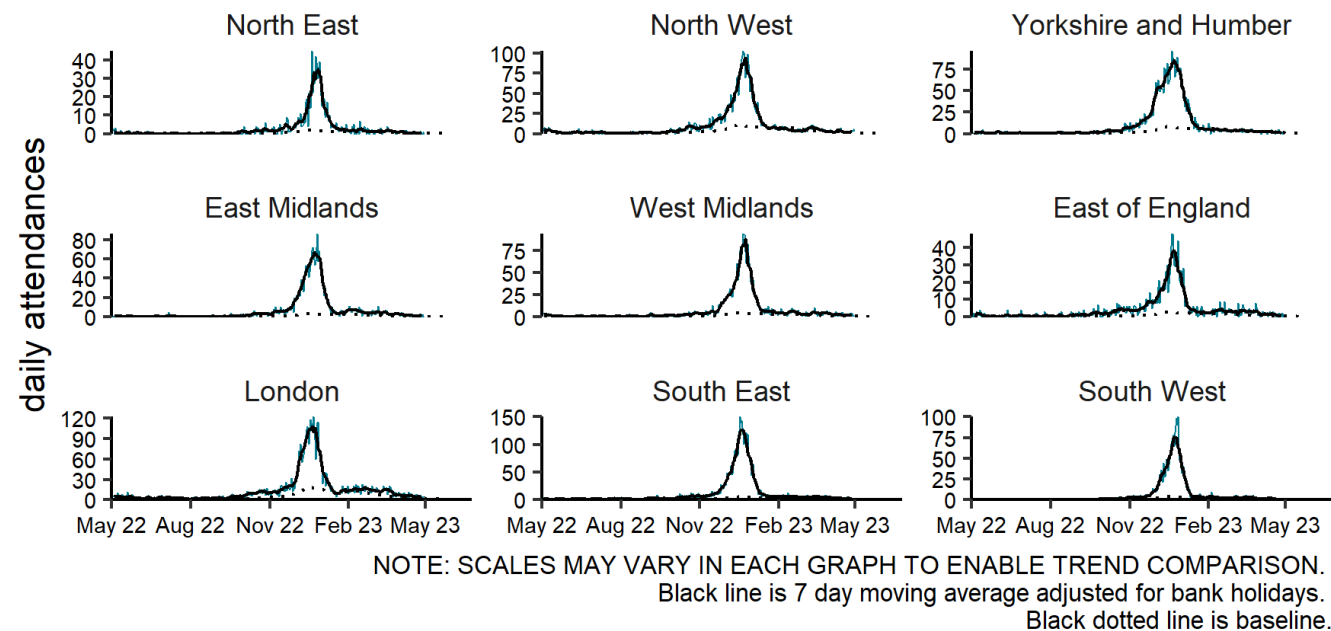 daily attendances
North East
40
30
20
10
0
North West
100
75
50
25
0
Yorkshire and Humber
75
50
25
0
East Midlands
80
60
40
20
0
West Midlands
75
50
25
0
East of England
40
30
20
10
0
London
120
90
60
30
0
May 22 Aug 22 Nov 22 Feb 23 May 23
South East
150
100
50
0
May 22 Aug 22 Nov 22 Feb 23 May 23
South West
100
75
50
25
0
May 22 Aug 22 Nov 22 Feb 23 May 23
NOTE: SCALES MAY VARY IN EACH GRAPH TO ENABLE TREND COMPARISON.
Black line is 7 day moving average adjusted for bank holidays.
Black dotted line is baseline.